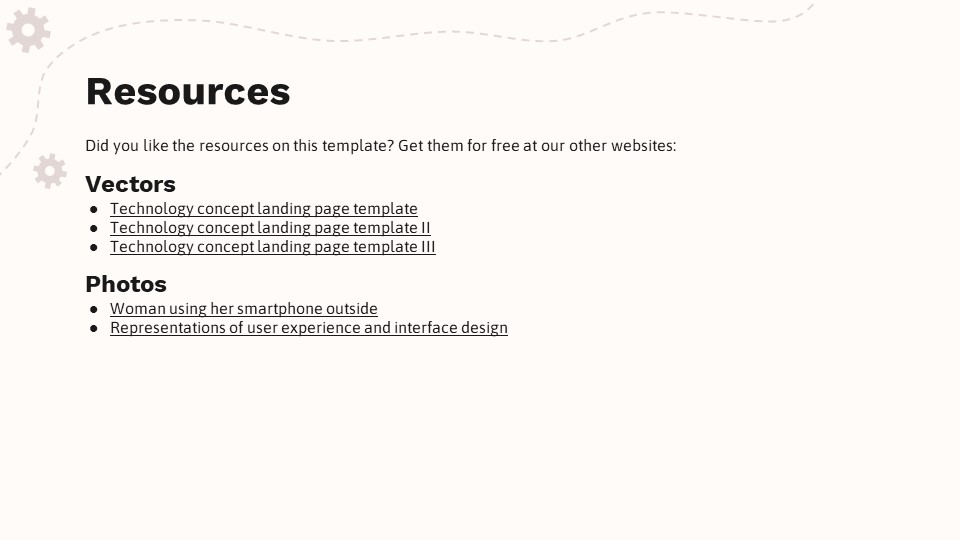 Resources
Did you like the resources on this template? Get them for free at our other websites:
Vectors
● Technology concept landing page template
● Technology concept landing page template II
● Technology concept landing page template III
Photos
● Woman using her smartphone outside
● Representations of user experience and interface design